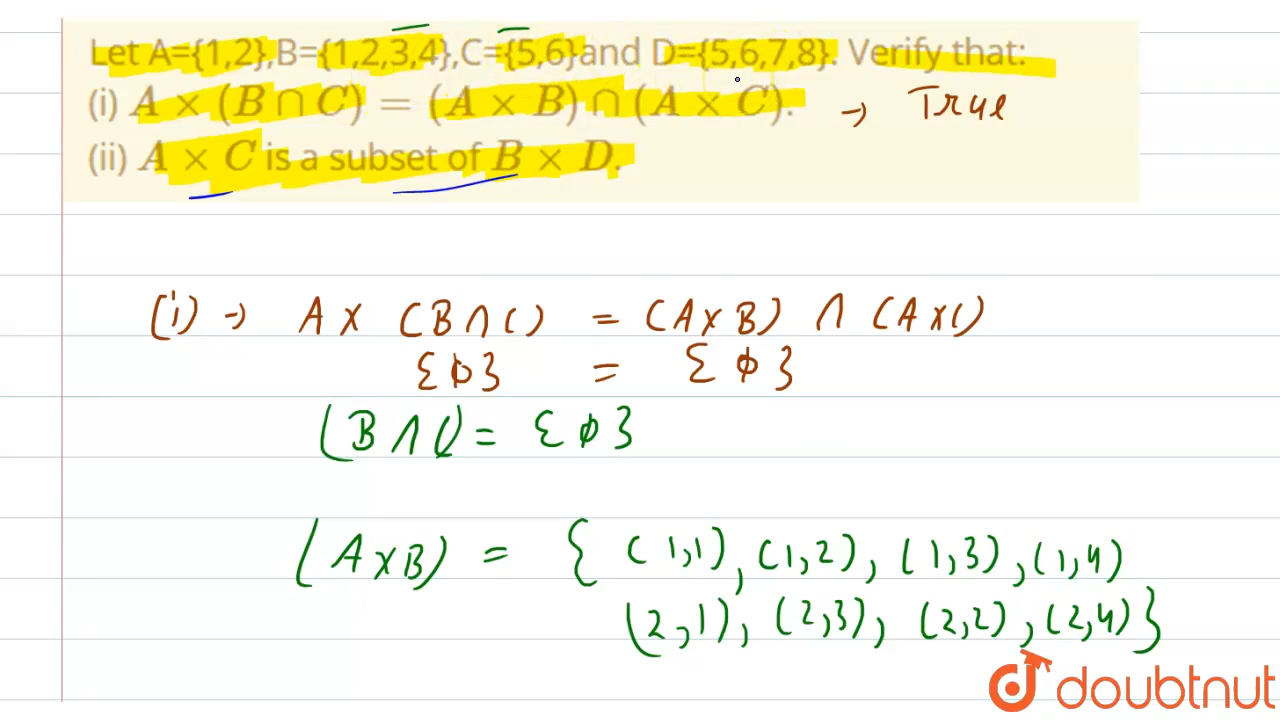 Let A={1,2},B={1,2,3,4},C={5,6}and D={5,6,7,8}. Verify that:
(i) A × (B ∩ C) = (A × B) ∩ (A × C). → True
(ii) A × C is a subset of B × D.
(i) → A × (B ∩ C) = (A × B) ∩ (A × C)
{ϕ} = {ϕ}
(B ∩ C) = {ϕ}
(A × B) = { (1,1), (1,2), (1,3), (1,4)
(2,1), (2,3), (2,2), (2,4) }
doubtnut